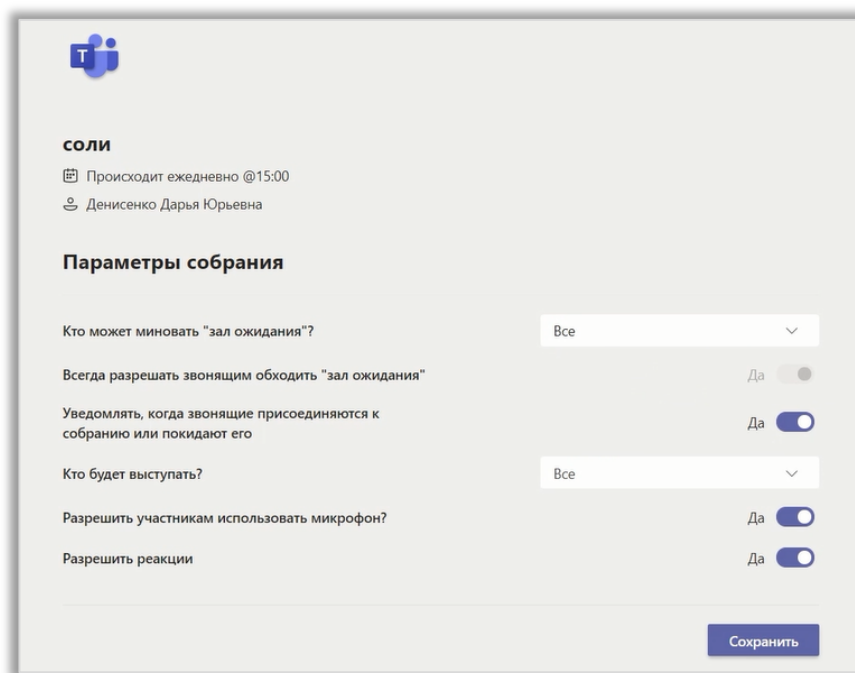 T
соли
Происходит ежедневно @15:00
Денисенко Дарья Юрьевна
Параметры собрания
Кто может миновать "зал ожидания"? Все
Всегда разрешать звонящим обходить "зал ожидания" Да
Уведомлять, когда звонящие присоединяются к
собранию или покидают его Да
Кто будет выступать? Все
Разрешить участникам использовать микрофон? Да
Разрешить реакции Да
Сохранить